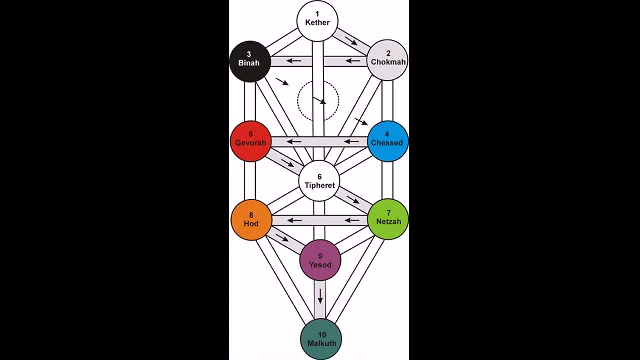 1
Kether
2
Chokmah
3
Binah
4
Chessed
5
Gevurah
6
Tipheret
7
Netzah
8
Hod
9
Yesod
10
Malkuth